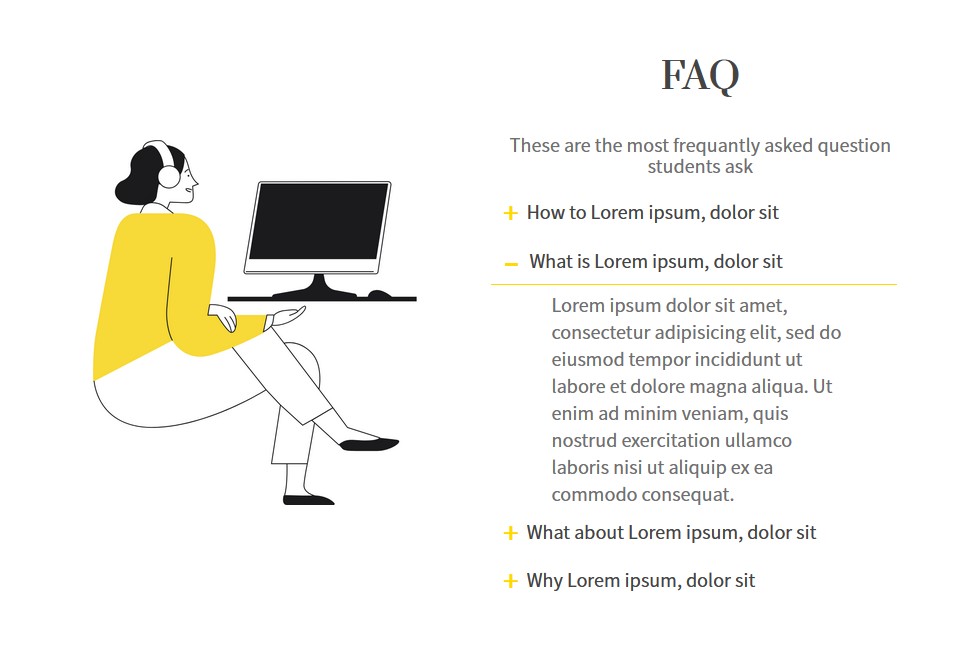 FAQ
These are the most frequantly asked question
students ask
+ How to Lorem ipsum, dolor sit
– What is Lorem ipsum, dolor sit
Lorem ipsum dolor sit amet,
consectetur adipisicing elit, sed do
eiusmod tempor incididunt ut
labore et dolore magna aliqua. Ut
enim ad minim veniam, quis
nostrud exercitation ullamco
laboris nisi ut aliquip ex ea
commodo consequat.
+ What about Lorem ipsum, dolor sit
+ Why Lorem ipsum, dolor sit